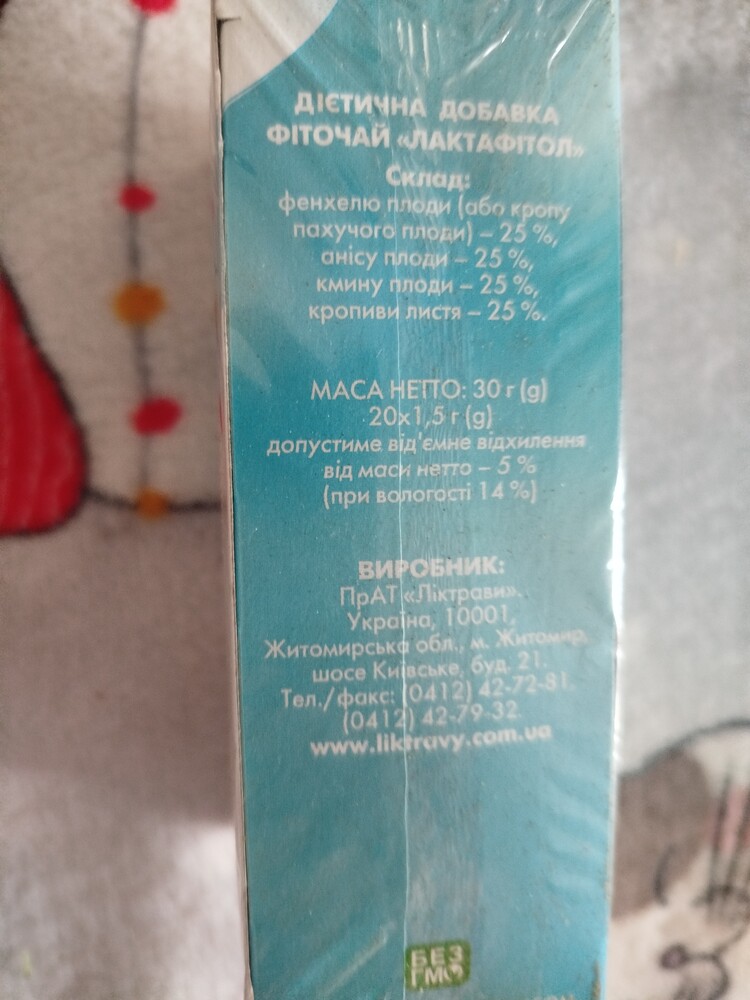 ДІЄТИЧНА ДОБАВКА
ФІТОЧАЙ «ЛАКТАФІТОЛ»
Склад:
фенхелю плоди (або кропу
пахучого плоди) – 25 %,
анісу плоди – 25 %,
кмину плоди – 25 %,
кропиви листя – 25 %.
МАСА НЕТТО: 30 г (g)
20х1,5 г (g)
допустиме від'ємне відхилення
від маси нетто – 5 %
(при вологості 14 %)
ВИРОБНИК:
ПрАТ «Ліктрави».
Україна, 10001,
Житомирська обл., м. Житомир,
шосе Київське, буд. 21.
Тел./факс: (0412) 42-72-81.
(0412) 42-79-32.
www.liktravy.com.ua
БЕЗ
ГМО